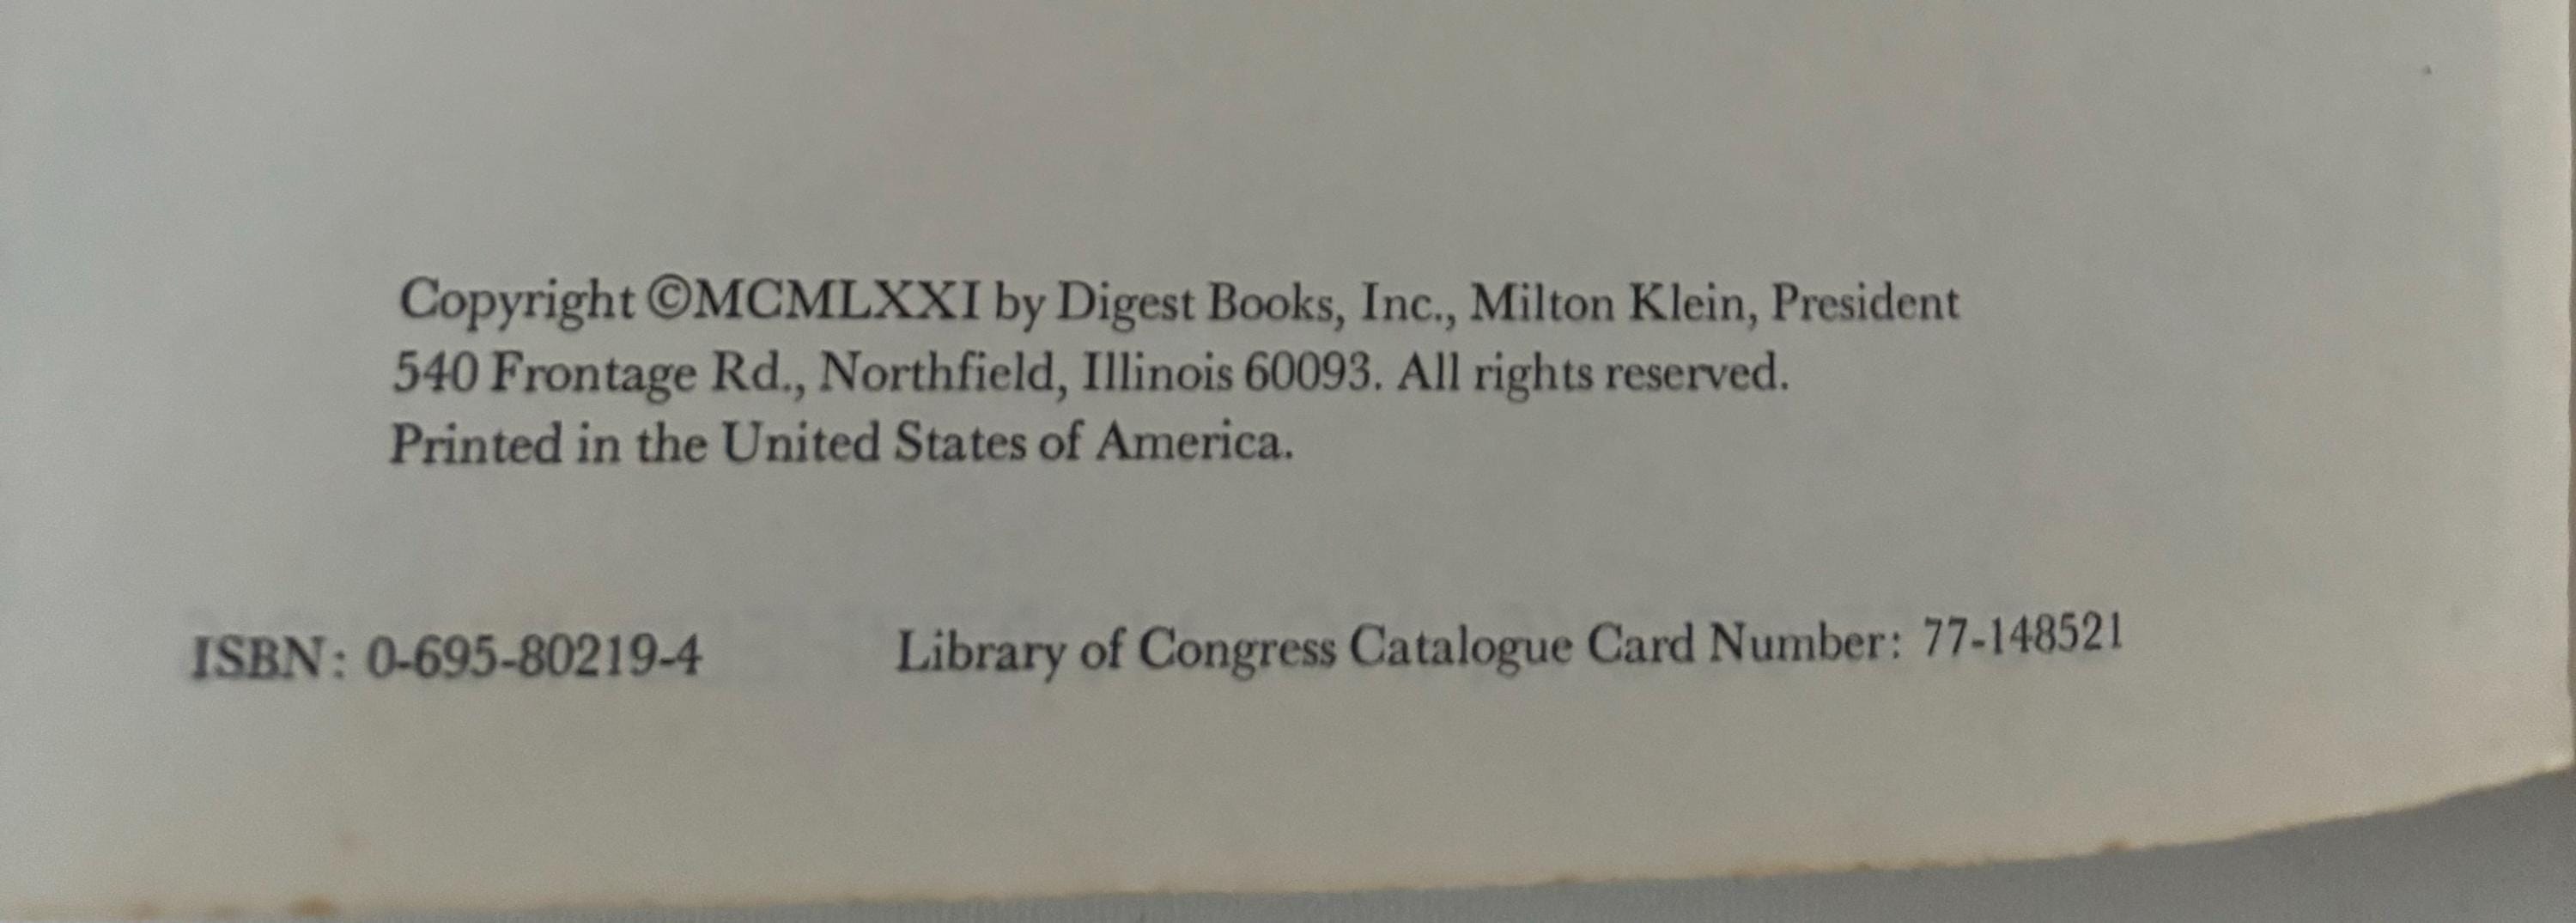 Copyright ©MCMLXXI by Digest Books, Inc., Milton Klein, President
540 Frontage Rd., Northfield, Illinois 60093. All rights reserved.
Printed in the United States of America.
ISBN: 0-695-80219-4 Library of Congress Catalogue Card Number: 77-148521